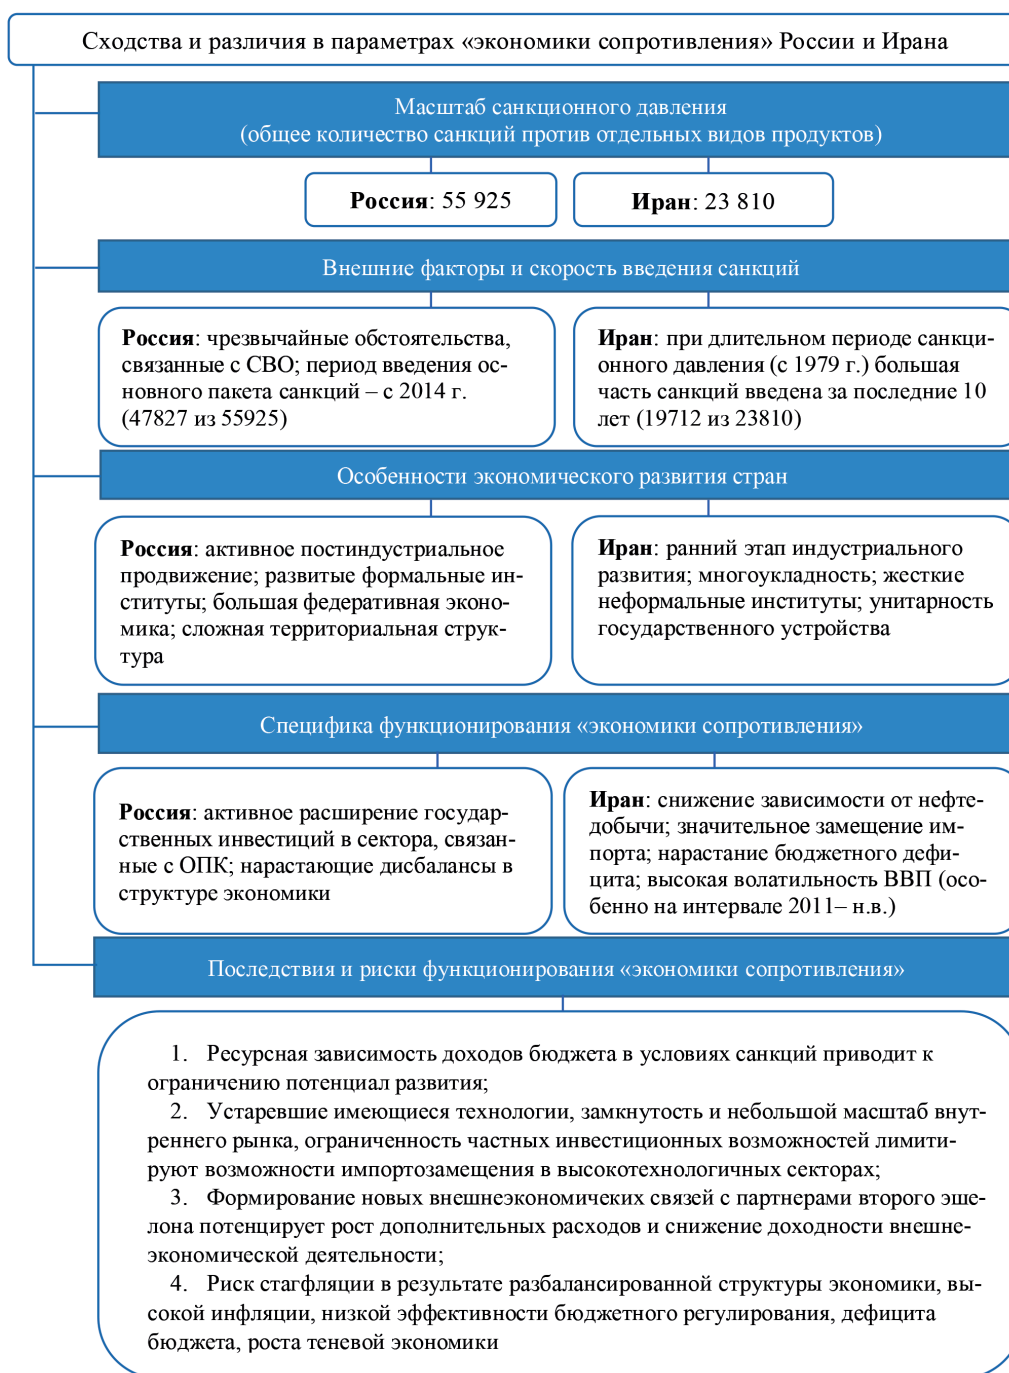 Сходства и различия в параметрах «экономики сопротивления» России и Ирана
Масштаб санкционного давления
(общее количество санкций против отдельных видов продуктов)
Россия: 55 925
Иран: 23 810
Внешние факторы и скорость введения санкций
Россия: чрезвычайные обстоятельства,
связанные с СВО; период введения ос-
новного пакета санкций – с 2014 г.
(47827 из 55925)
Иран: при длительном периоде санкци-
онного давления (с 1979 г.) большая
часть санкций введена за последние 10
лет (19712 из 23810)
Особенности экономического развития стран
Россия: активное постиндустриальное
продвижение; развитые формальные ин-
ституты; большая федеративная эконо-
мика; сложная территориальная струк-
тура
Иран: ранний этап индустриального
развития; многоукладность; жесткие
неформальные институты; унитарность
государственного устройства
Специфика функционирования «экономики сопротивления»
Россия: активное расширение государ-
ственных инвестиций в сектора, связан-
ные с ОПК; нарастающие дисбалансы в
структуре экономики
Иран: снижение зависимости от нефте-
добычи; значительное замещение им-
порта; нарастание бюджетного дефи-
цита; высокая волатильность ВВП (осо-
бенно на интервале 2011– н.в.)
Последствия и риски функционирования «экономики сопротивления»
1. Ресурсная зависимость доходов бюджета в условиях санкций приводит к
ограничению потенциал развития;
2. Устаревшие имеющиеся технологии, замкнутость и небольшой масштаб внут-
реннего рынка, ограниченность частных инвестиционных возможностей лимити-
руют возможности импортозамещения в высокотехнологичных секторах;
3. Формирование новых внешнеэкономичеких связей с партнерами второго эше-
лона потенцирует рост дополнительных расходов и снижение доходности внешне-
экономической деятельности;
4. Риск стагфляции в результате разбалансированной структуры экономики, вы-
сокой инфляции, низкой эффективности бюджетного регулирования, дефицита
бюджета, роста теневой экономики